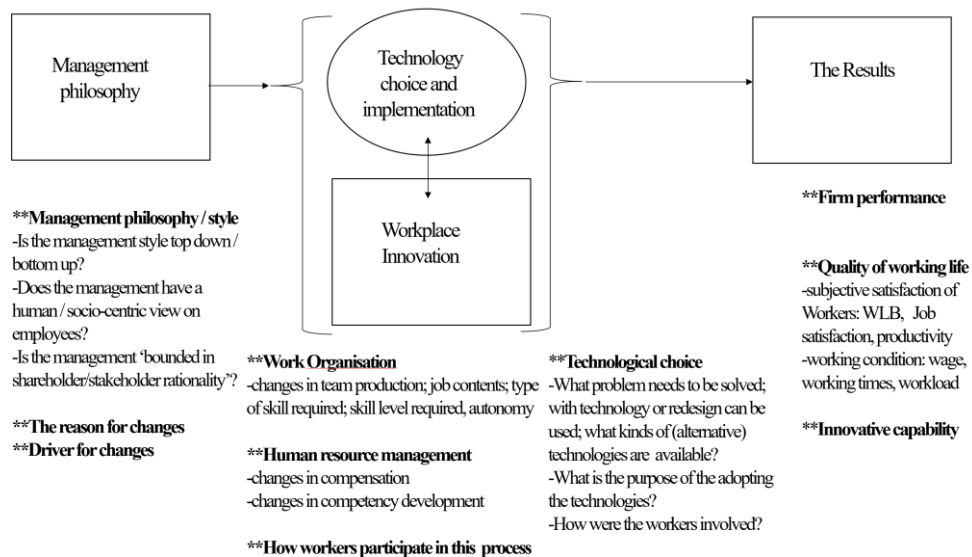 Management
philosophy
Technology
choice and
implementation
The Results
Workplace
Innovation
**Management philosophy / style
-Is the management style top down /
bottom up?
-Does the management have a
human / socio-centric view on
employees?
-Is the management ‘bounded in
shareholder/stakeholder rationality’?
**The reason for changes
**Driver for changes
**Work Organisation
-changes in team production; job contents; type
of skill required; skill level required, autonomy
**Human resource management
-changes in compensation
-changes in competency development
**How workers participate in this process
**Technological choice
-What problem needs to be solved;
with technology or redesign can be
used; what kinds of (alternative)
technologies are available?
-What is the purpose of the adopting
the technologies?
-How were the workers involved?
**Firm performance
**Quality of working life
-subjective satisfaction of
Workers: WLB, Job
satisfaction, productivity
-working condition: wage,
working times, workload
**Innovative capability